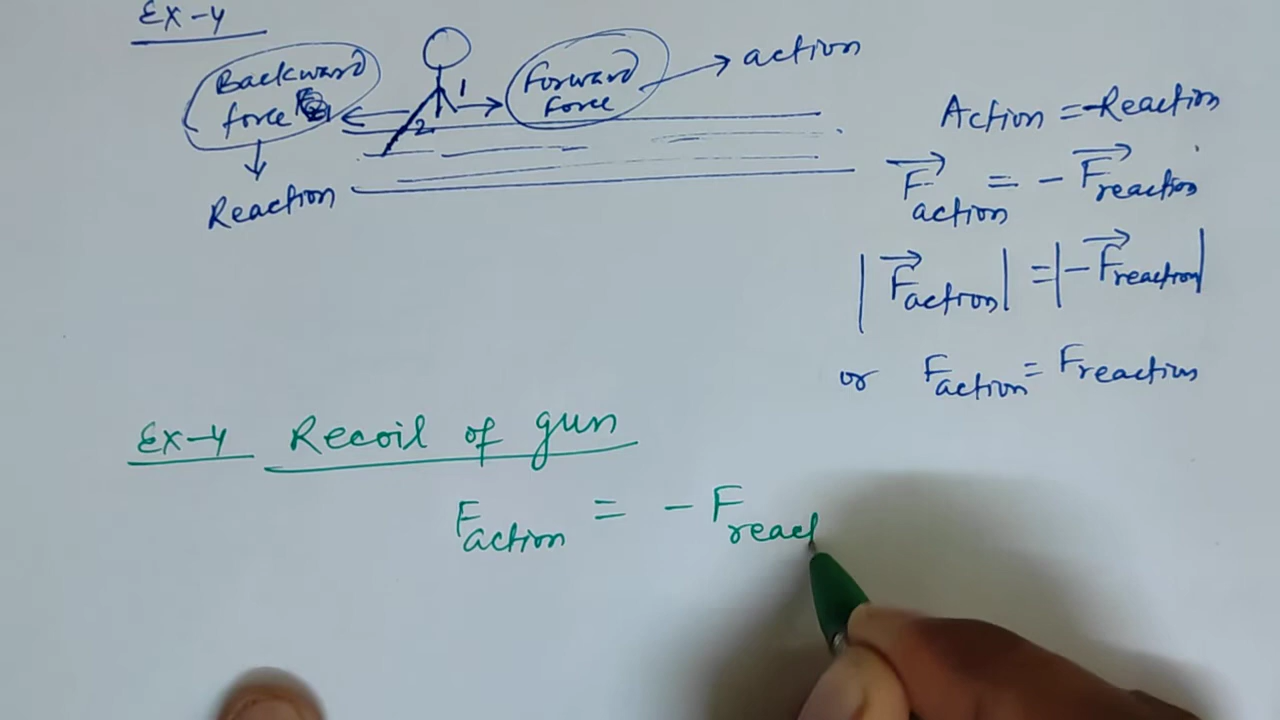 Ex-4
Backward force
1
2
Forward force
action
Reaction
Action = -Reaction
F action = - F reaction
|F action| = |- F reaction|
or F action = F reaction
Ex-4 Recoil of gun
F action = - F react